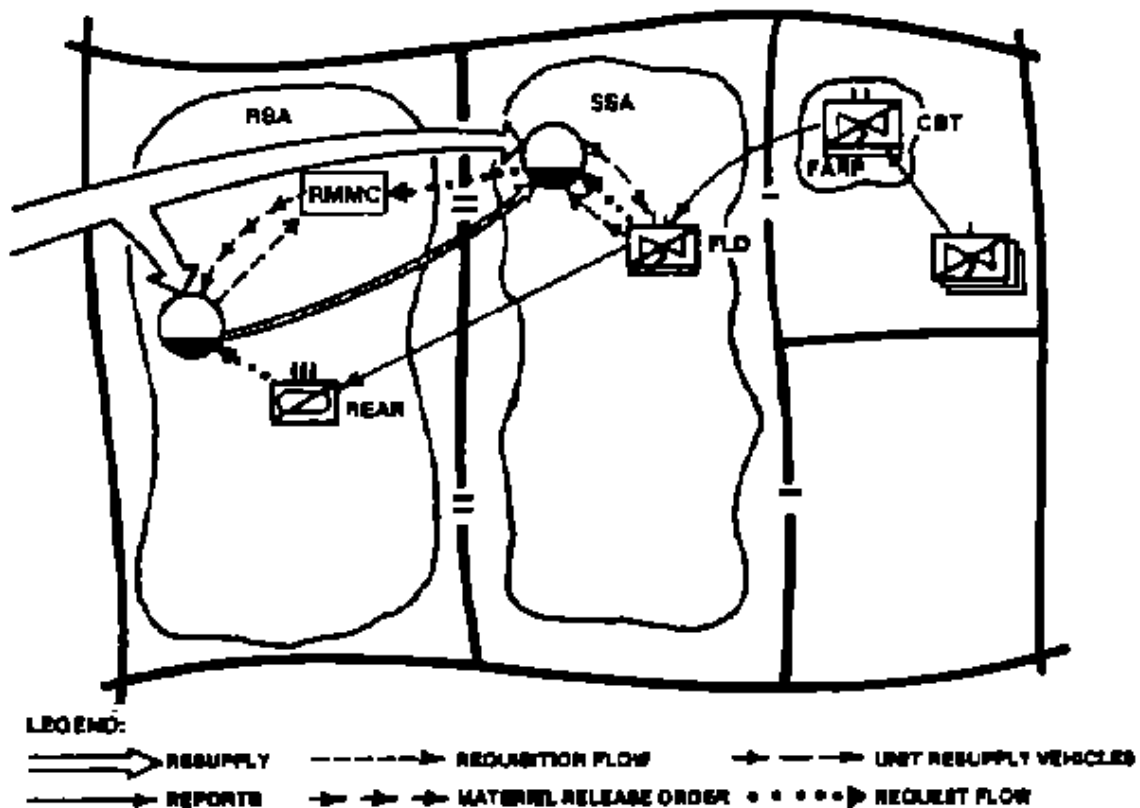 RSA
SSA
CBT
FARP
RMMC
FLD
REAR
LEGEND:
RESUPPLY
REQUISITION FLOW
UNIT RESUPPLY VEHICLES
REPORTS
MATERIEL RELEASE ORDER
REQUEST FLOW